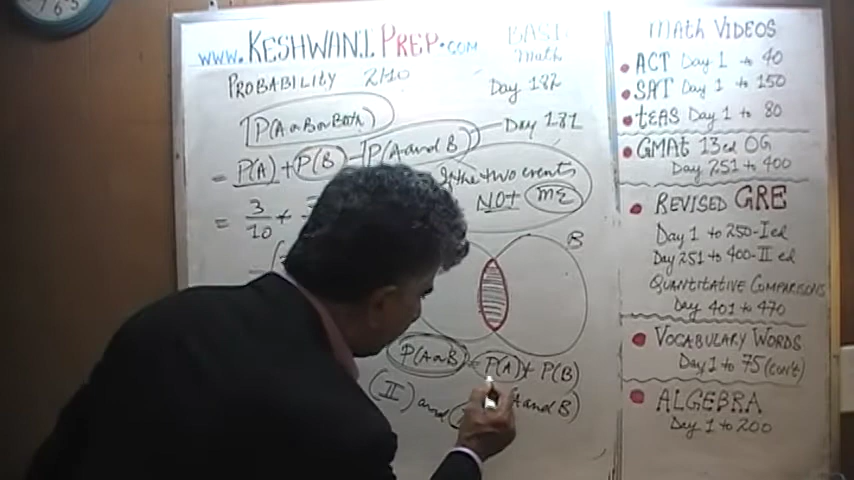 www.KESHWANIPREP.com
BASIC
Math
PROBABILITY 2/10
Day 182
P(A or B or Both)
Day 181
= P(A) + P(B) - P(A and B)
If the two events
NOT ME
= 3/10 +
B
P(A or B) = P(A) + P(B)
(II) and
A and B)
Math Videos
ACT Day 1 to 40
SAT Day 1 to 150
tEAS Day 1 to 80
GMAt 13ed OG
Day 251 to 400
REVISED GRE
Day 1 to 250-I ed
Day 251 to 400-II ed
QUANTITATIVE COMPARISONS
Day 401 to 470
VOCABULARY WORDS
Day 1 to 75 (con't)
ALGEBRA
Day 1 to 200